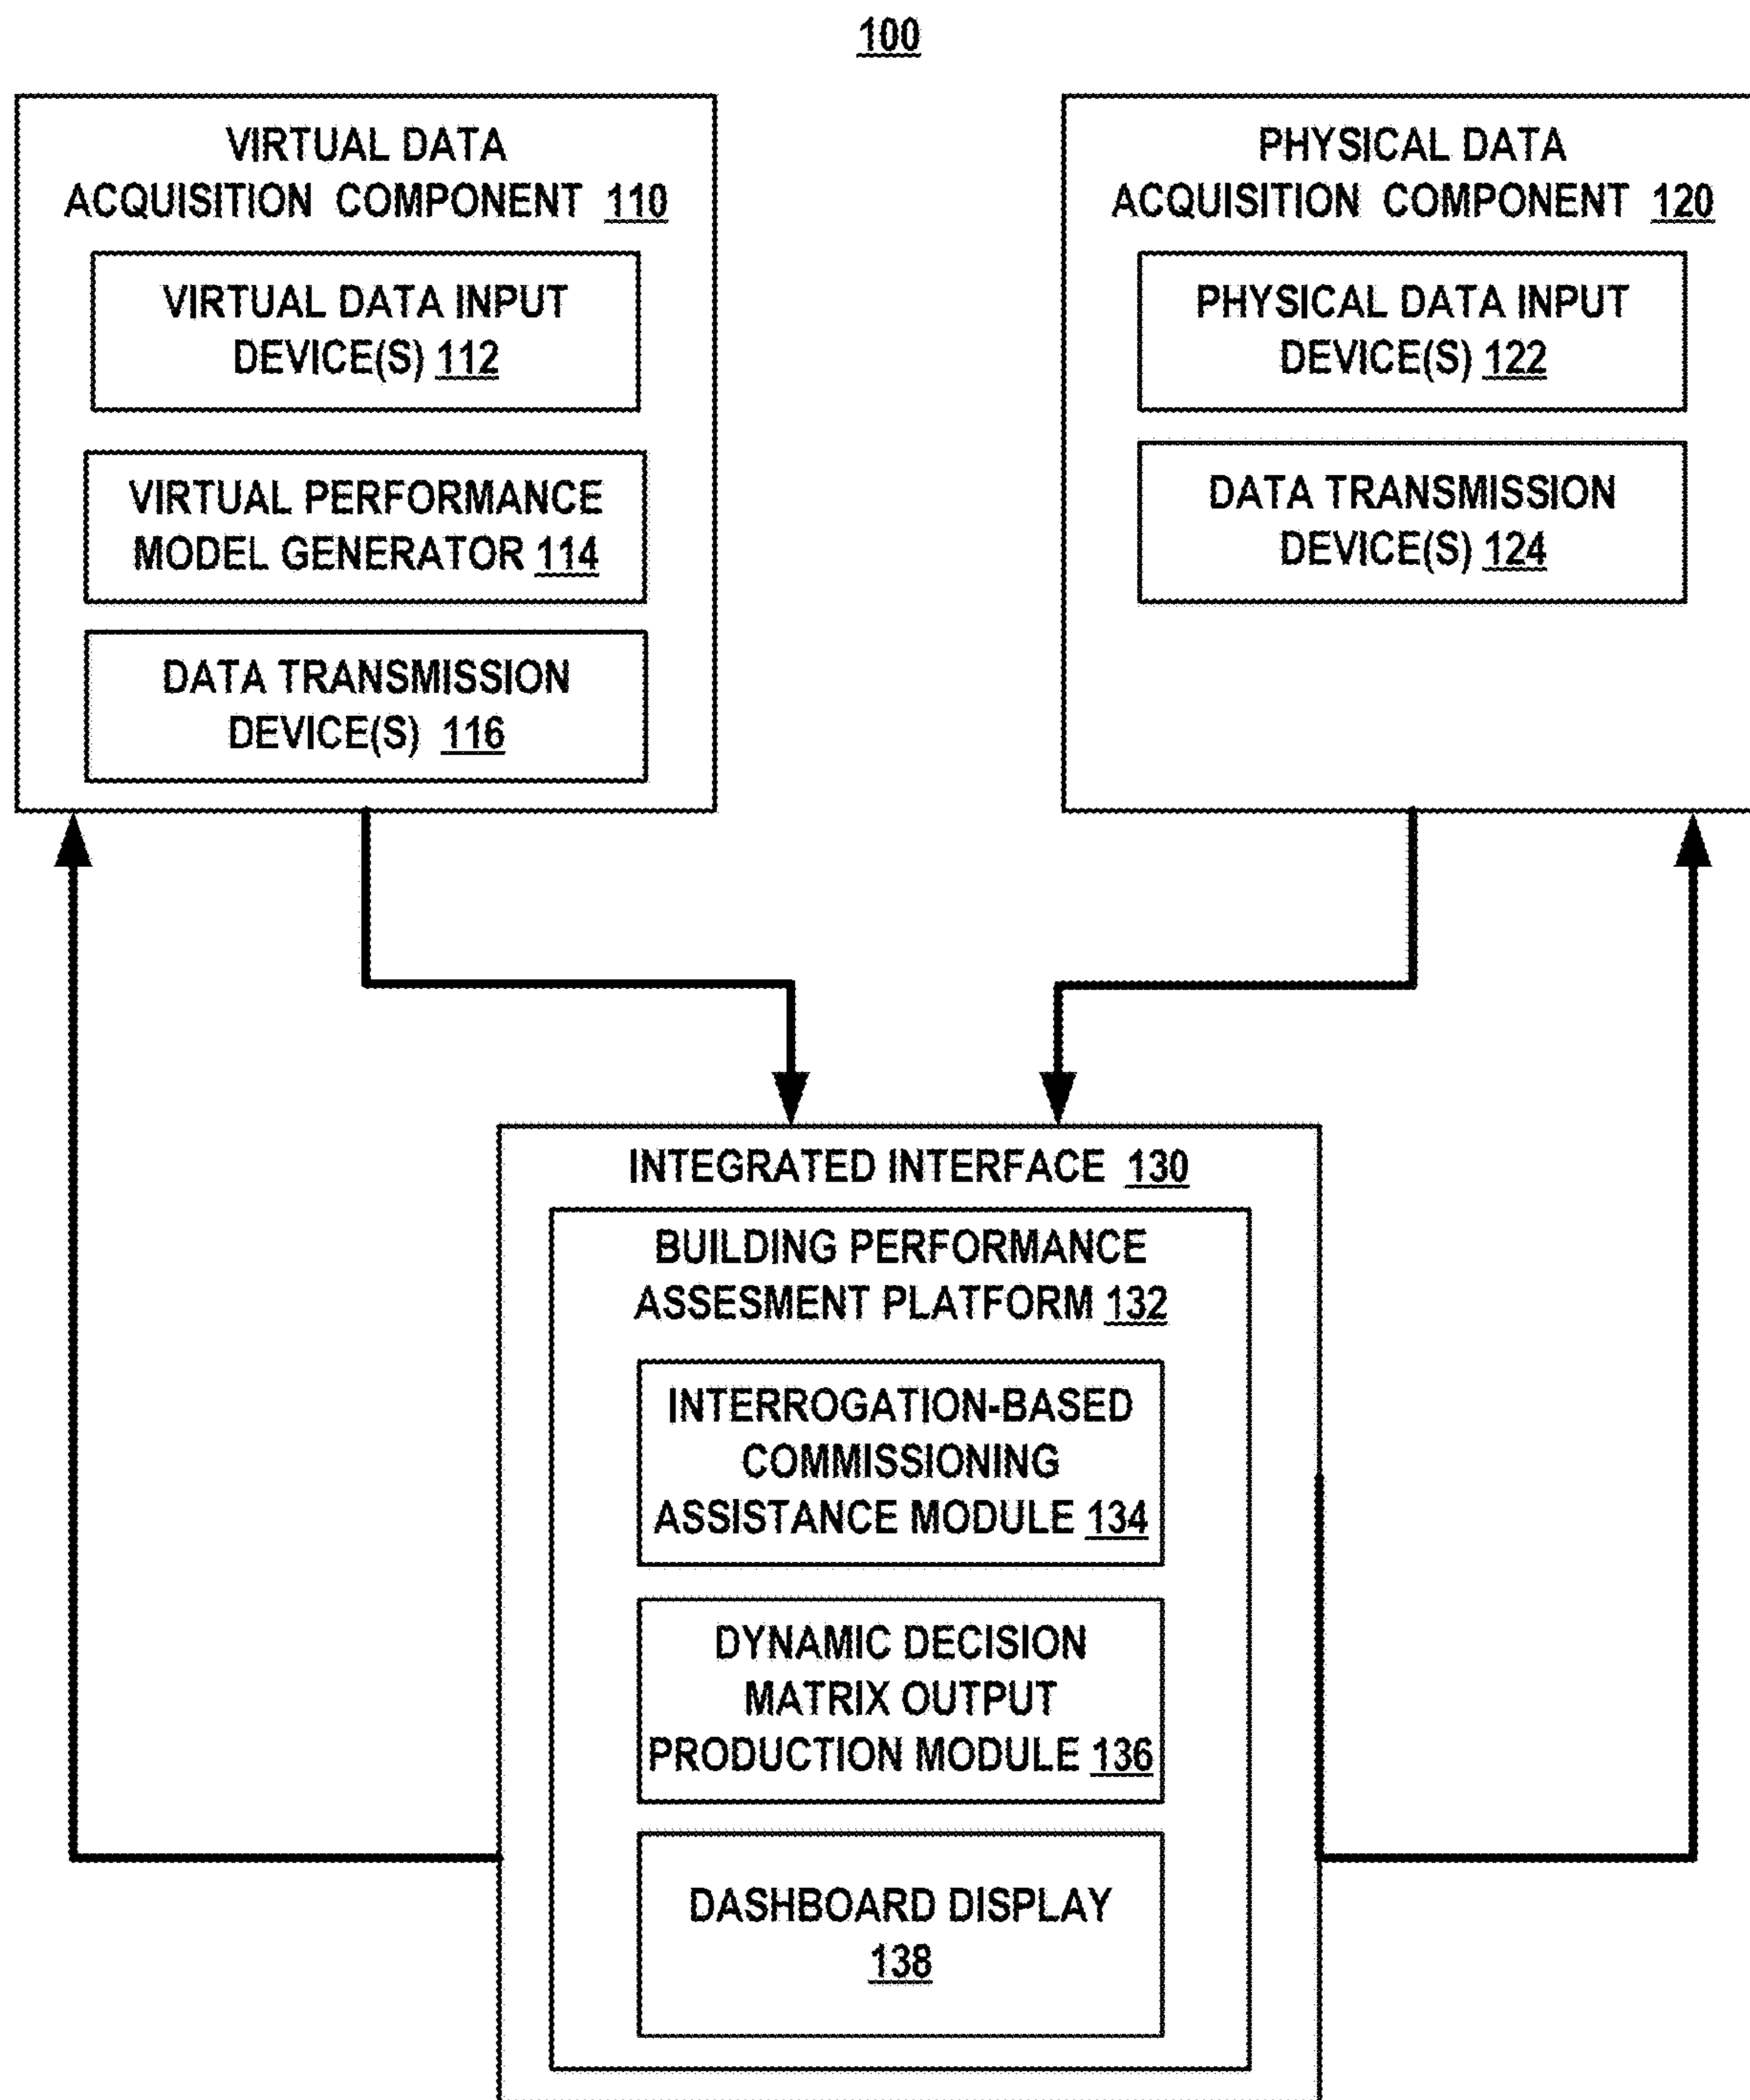 100
VIRTUAL DATA
ACQUISITION COMPONENT 110
VIRTUAL DATA INPUT
DEVICE(S) 112
VIRTUAL PERFORMANCE
MODEL GENERATOR 114
DATA TRANSMISSION
DEVICE(S) 116
PHYSICAL DATA
ACQUISITION COMPONENT 120
PHYSICAL DATA INPUT
DEVICE(S) 122
DATA TRANSMISSION
DEVICE(S) 124
INTEGRATED INTERFACE 130
BUILDING PERFORMANCE
ASSESMENT PLATFORM 132
INTERROGATION-BASED
COMMISSIONING
ASSISTANCE MODULE 134
DYNAMIC DECISION
MATRIX OUTPUT
PRODUCTION MODULE 136
DASHBOARD DISPLAY
138